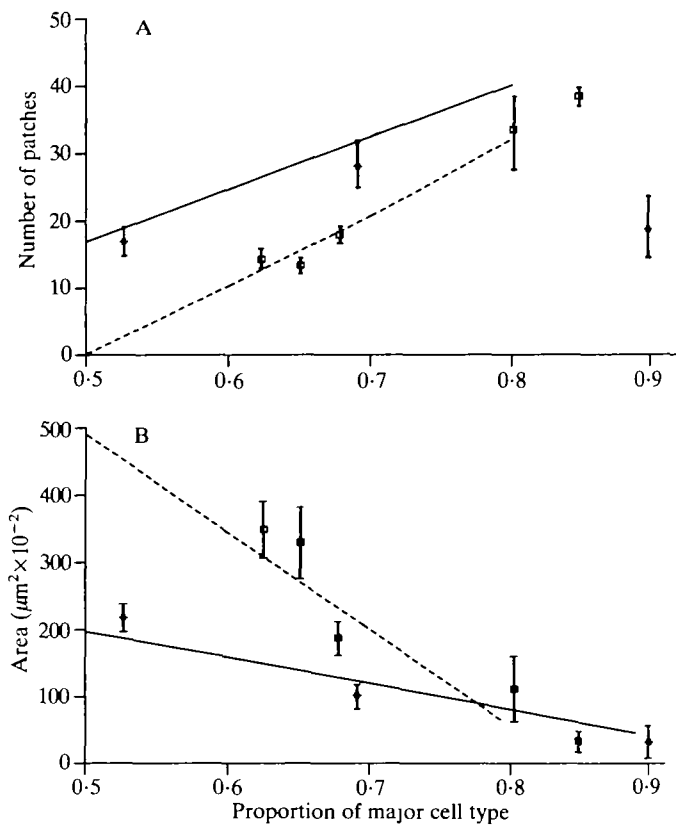 A
50
40
30
20
10
0
Number of patches
0·5 0·6 0·7 0·8 0·9
B
500
400
300
200
100
0
Area (μm² × 10⁻²)
0·5 0·6 0·7 0·8 0·9
Proportion of major cell type